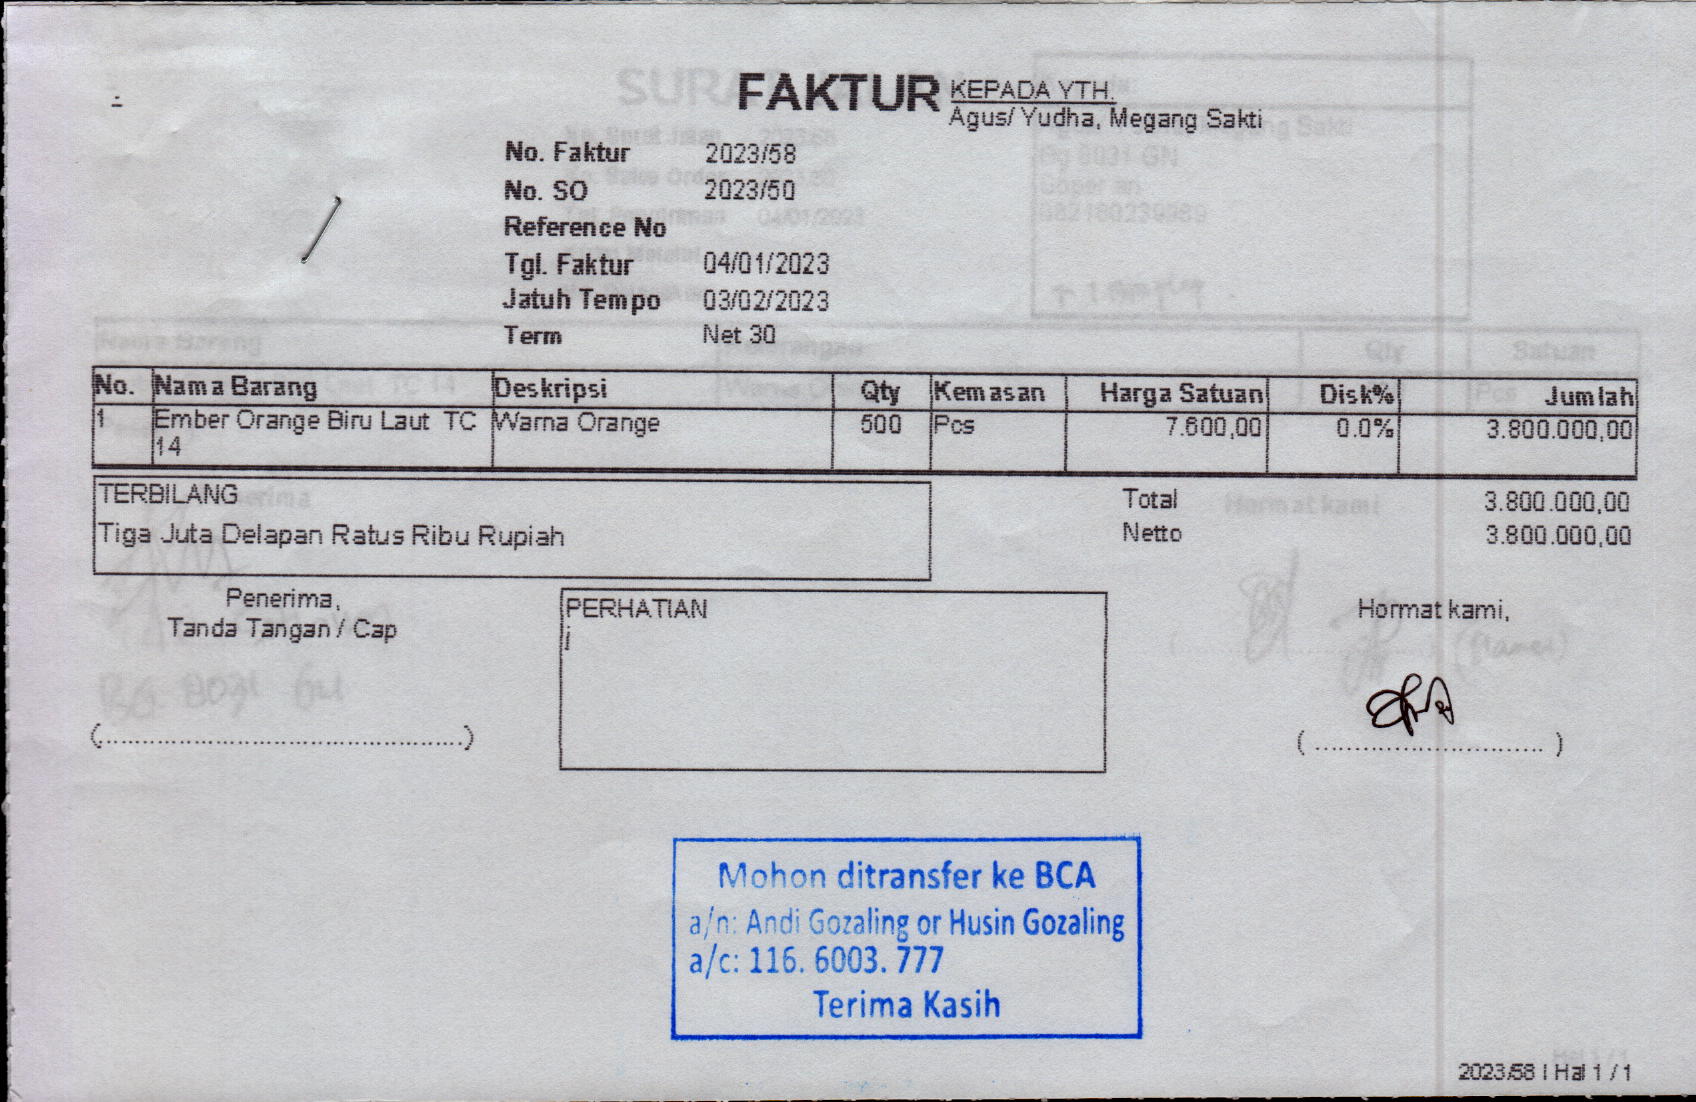 FAKTUR
KEPADA YTH.
Agus/ Yudha, Megang Sakti
No. Faktur 2023/58
No. SO 2023/50
Reference No
Tgl. Faktur 04/01/2023
Jatuh Tempo 03/02/2023
Term Net 30
No. Nama Barang Deskripsi Qty Kemasan Harga Satuan Disk% Jumlah
1 Ember Orange Biru Laut TC Warna Orange 500 Pcs 7.600,00 0.0% 3.800.000,00
14
TERBILANG
Tiga Juta Delapan Ratus Ribu Rupiah
Total 3.800.000,00
Netto 3.800.000,00
Penerima,
Tanda Tangan / Cap
(................................................)
PERHATIAN
j
Hormat kami,
( .............................. )
Mohon ditransfer ke BCA
a/n: Andi Gozaling or Husin Gozaling
a/c: 116. 6003. 777
Terima Kasih
2023/58 | Hal 1 / 1